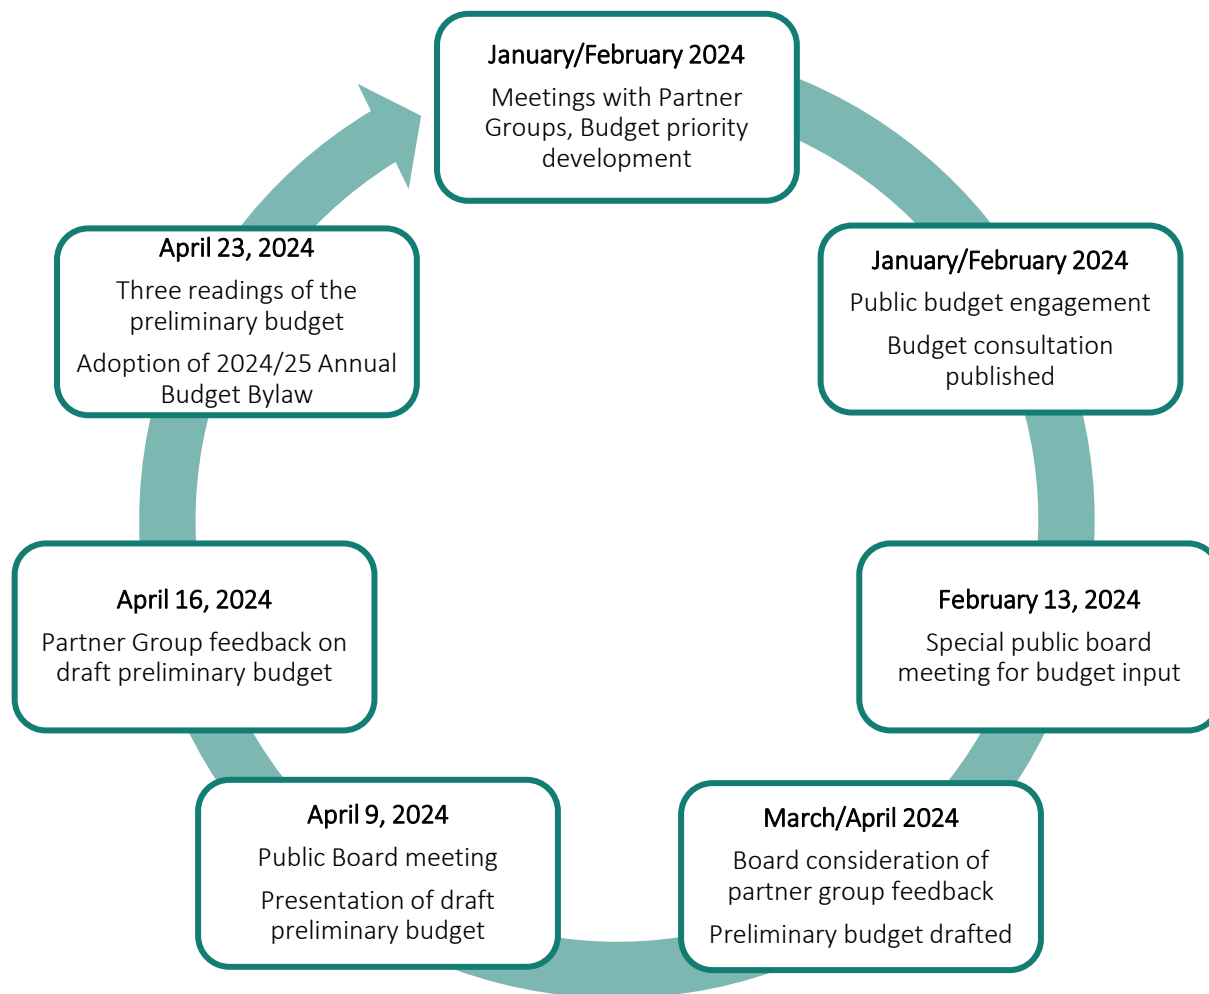 January/February 2024
Meetings with Partner
Groups, Budget priority
development
January/February 2024
Public budget engagement
Budget consultation
published
February 13, 2024
Special public board
meeting for budget input
March/April 2024
Board consideration of
partner group feedback
Preliminary budget drafted
April 9, 2024
Public Board meeting
Presentation of draft
preliminary budget
April 16, 2024
Partner Group feedback on
draft preliminary budget
April 23, 2024
Three readings of the
preliminary budget
Adoption of 2024/25 Annual
Budget Bylaw